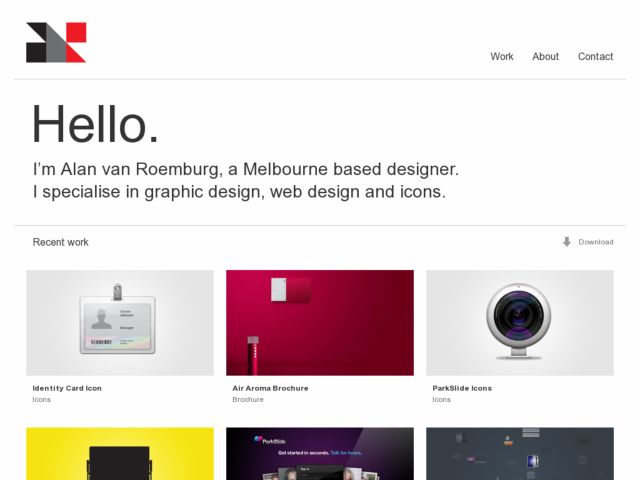 Work About Contact
Hello.
I'm Alan van Roemburg, a Melbourne based designer.
I specialise in graphic design, web design and icons.
Recent work
Download
Identity Card Icon
Icons
Air Aroma Brochure
Brochure
ParkSlide Icons
Icons
ParkSlide
Get started in seconds. Talk for hours.